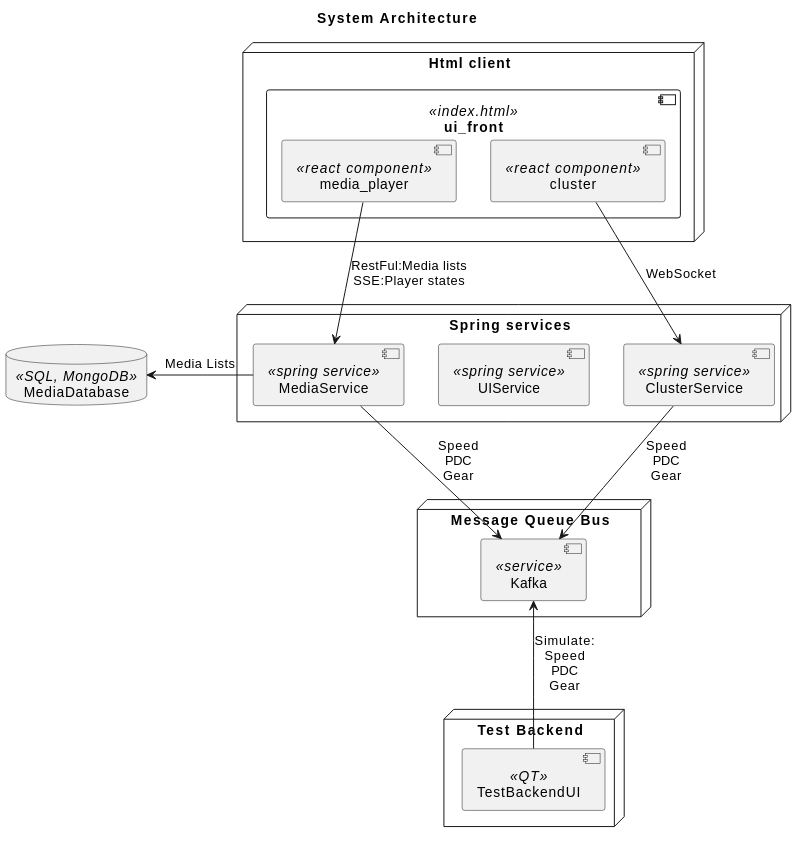 System Architecture
Html client
«index.html»
ui_front
«react component»
media_player
«react component»
cluster
RestFul:Media lists
SSE:Player states
WebSocket
Spring services
«SQL, MongoDB»
MediaDatabase
Media Lists
«spring service»
MediaService
«spring service»
UIService
«spring service»
ClusterService
Speed
PDC
Gear
Speed
PDC
Gear
Message Queue Bus
«service»
Kafka
Simulate:
Speed
PDC
Gear
Test Backend
«QT»
TestBackendUI